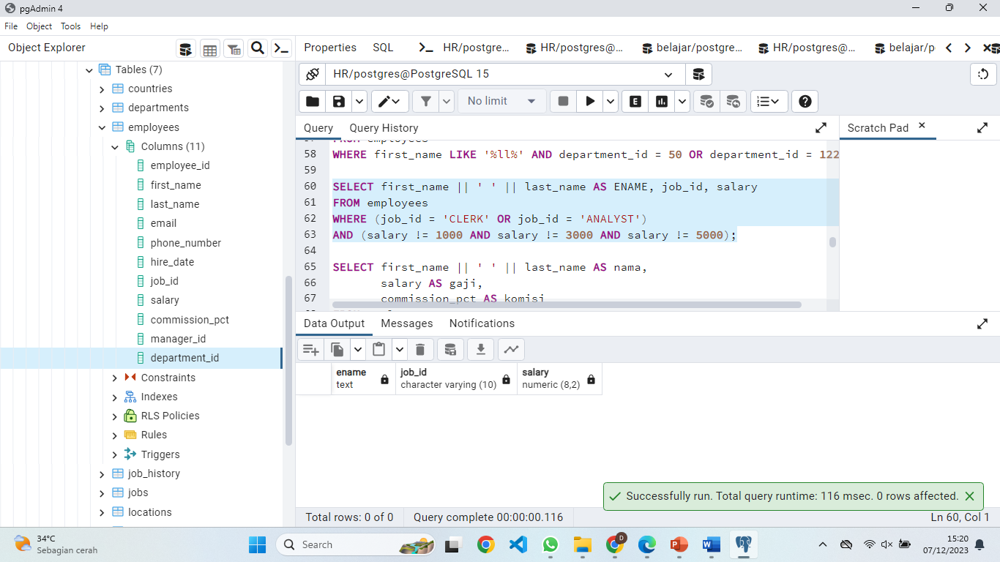 pgAdmin 4
File Object Tools Help
Object Explorer
Tables (7)
countries
departments
employees
Columns (11)
employee_id
first_name
last_name
email
phone_number
hire_date
job_id
salary
commission_pct
manager_id
department_id
Constraints
Indexes
RLS Policies
Rules
Triggers
job_history
jobs
locations
Properties SQL HR/postgre... HR/postgres@... belajar/postgre... HR/postgres@... belajar/p
HR/postgres@PostgreSQL 15
No limit
E
Query Query History
Scratch Pad
FROM employees
58 WHERE first_name LIKE '%ll%' AND department_id = 50 OR department_id = 122
59
60 SELECT first_name || ' ' || last_name AS ENAME, job_id, salary
61 FROM employees
62 WHERE (job_id = 'CLERK' OR job_id = 'ANALYST')
63 AND (salary != 1000 AND salary != 3000 AND salary != 5000);
64
65 SELECT first_name || ' ' || last_name AS nama,
66 salary AS gaji,
67 commission_pct AS komisi
Data Output Messages Notifications
ename job_id salary
text character varying (10) numeric (8,2)
Successfully run. Total query runtime: 116 msec. 0 rows affected.
Total rows: 0 of 0 Query complete 00:00:00.116 Ln 60, Col 1
34°C
Sebagian cerah
Search
D
15:20
07/12/2023